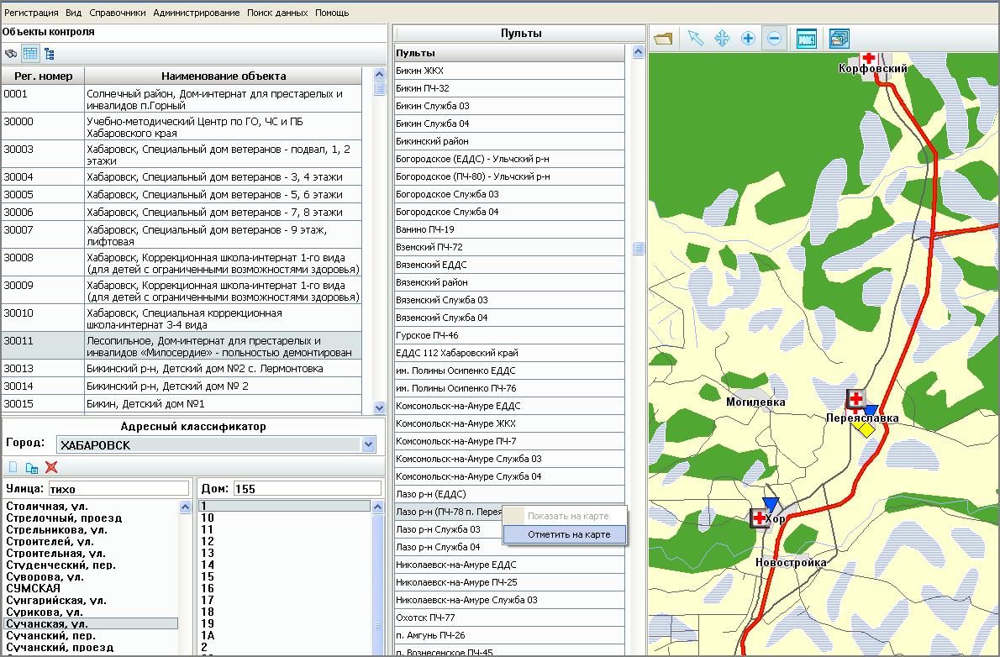 Регистрация Вид Справочники Администрирование Поиск данных Помощь
Объекты контроля
Рег. номер Наименование объекта
0001 Солнечный район, Дом-интернат для престарелых и
инвалидов п.Горный
30000 Учебно-методический Центр по ГО, ЧС и ПБ
Хабаровского края
30003 Хабаровск, Специальный дом ветеранов - подвал, 1, 2
этажи
30004 Хабаровск, Специальный дом ветеранов - 3, 4 этажи
30005 Хабаровск, Специальный дом ветеранов - 5, 6 этажи
30006 Хабаровск, Специальный дом ветеранов - 7, 8 этажи
30007 Хабаровск, Специальный дом ветеранов - 9 этаж,
лифтовая
30008 Хабаровск, Коррекционная школа-интернат 1-го вида
(для детей с ограниченными возможностями здоровья)
30009 Хабаровск, Коррекционная школа-интернат 1-го вида
(для детей с ограниченными возможностями здоровья)
30010 Хабаровск, Специальная коррекционная
школа-интернат 3-4 вида
30011 Лесопильное, Дом-интернат для престарелых и
инвалидов «Милосердие» - полностью демонтирован
30013 Бикинский р-н, Детский дом №2 с. Лермонтовка
30014 Бикинский р-н, Детский дом № 2
30015 Бикин, Детский дом №1
Адресный классификатор
Город: ХАБАРОВСК
Улица: тихо
Столичная, ул.
Стрелочный, проезд
Стрельникова, ул.
Строителей, ул.
Строительная, ул.
Студенческий, пер.
Суворова, ул.
СУМСКАЯ
Сунгарийская, ул.
Сурикова, ул.
Сучанская, ул.
Сучанский, пер.
Сучанский, проезд
Дом: 155
1
10
11
12
13
14
15
16
17
18
19
1А
2
Пульты
Пульты
Бикин ЖКХ
Бикин ПЧ-32
Бикин Служба 03
Бикин Служба 04
Бикинский район
Богородское (ЕДДС) - Ульчский р-н
Богородское (ПЧ-80) - Ульчский р-н
Богородское Служба 03
Богородское Служба 04
Ванино ПЧ-19
Вземский ПЧ-72
Вяземский ЕДДС
Вяземский район
Вяземский Служба 03
Вяземский Служба 04
Гурское ПЧ-46
ЕДДС 112 Хабаровский край
им. Полины Осипенко ЕДДС
им. Полины Осипенко ПЧ-76
Комсомольск-на-Амуре ЕДДС
Комсомольск-на-Амуре ЖКХ
Комсомольск-на-Амуре ПЧ-7
Комсомольск-на-Амуре Служба 03
Комсомольск-на-Амуре Служба 04
Лазо р-н (ЕДДС)
Лазо р-н (ПЧ-78 п. Перея
Лазо р-н Служба 03
Лазо р-н Служба 04
Николаевск-на-Амуре ЕДДС
Николаевск-на-Амуре ПЧ-25
Николаевск-на-Амуре Служба 03
Охотск ПЧ-77
п. Амгунь ПЧ-26
п. Вознесенское ПЧ-45
Показать на карте
Отметить на карте
Корфовский
Могилевка
Переяславка
Хор
Новостройка